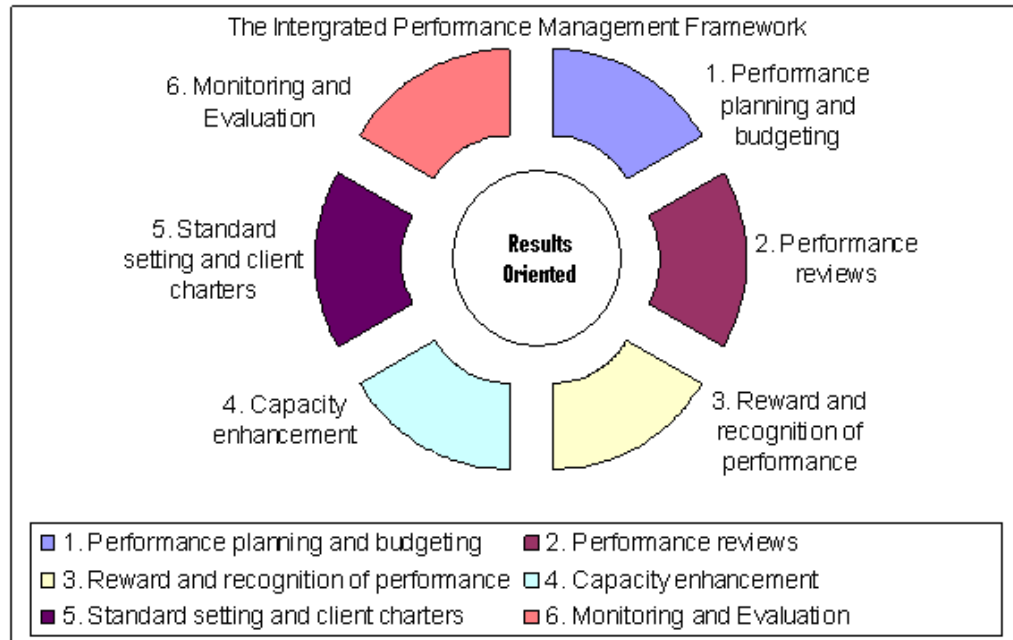 The Intergrated Performance Management Framework
1. Performance
planning and
budgeting
2. Performance
reviews
3. Reward and
recognition of
performance
4. Capacity
enhancement
5. Standard
setting and client
charters
6. Monitoring and
Evaluation
Results
Oriented
1. Performance planning and budgeting
2. Performance reviews
3. Reward and recognition of performance
4. Capacity enhancement
5. Standard setting and client charters
6. Monitoring and Evaluation